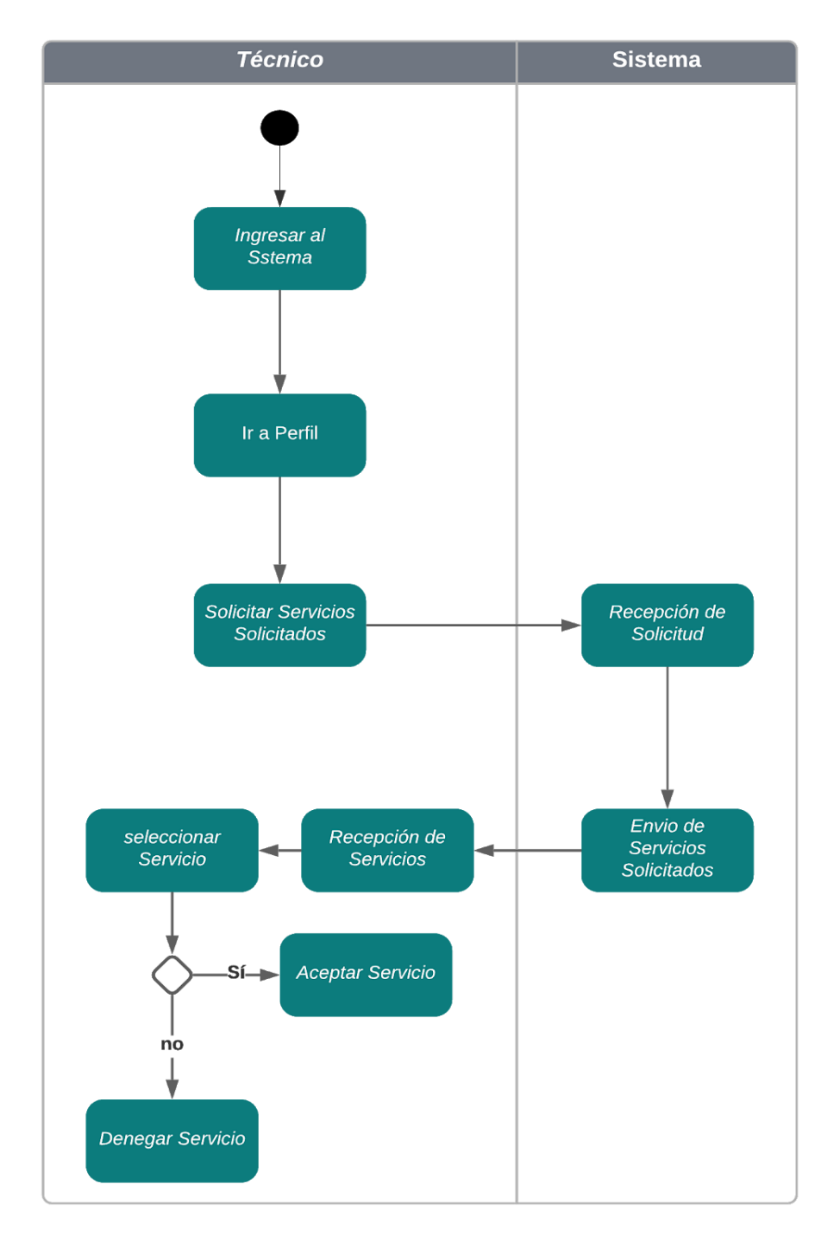 Técnico
Sistema
Ingresar al
Sstema
Ir a Perfil
Solicitar Servicios
Solicitados
Recepción de
Solicitud
seleccionar
Servicio
Recepción de
Servicios
Envio de
Servicios
Solicitados
Sí
Aceptar Servicio
no
Denegar Servicio